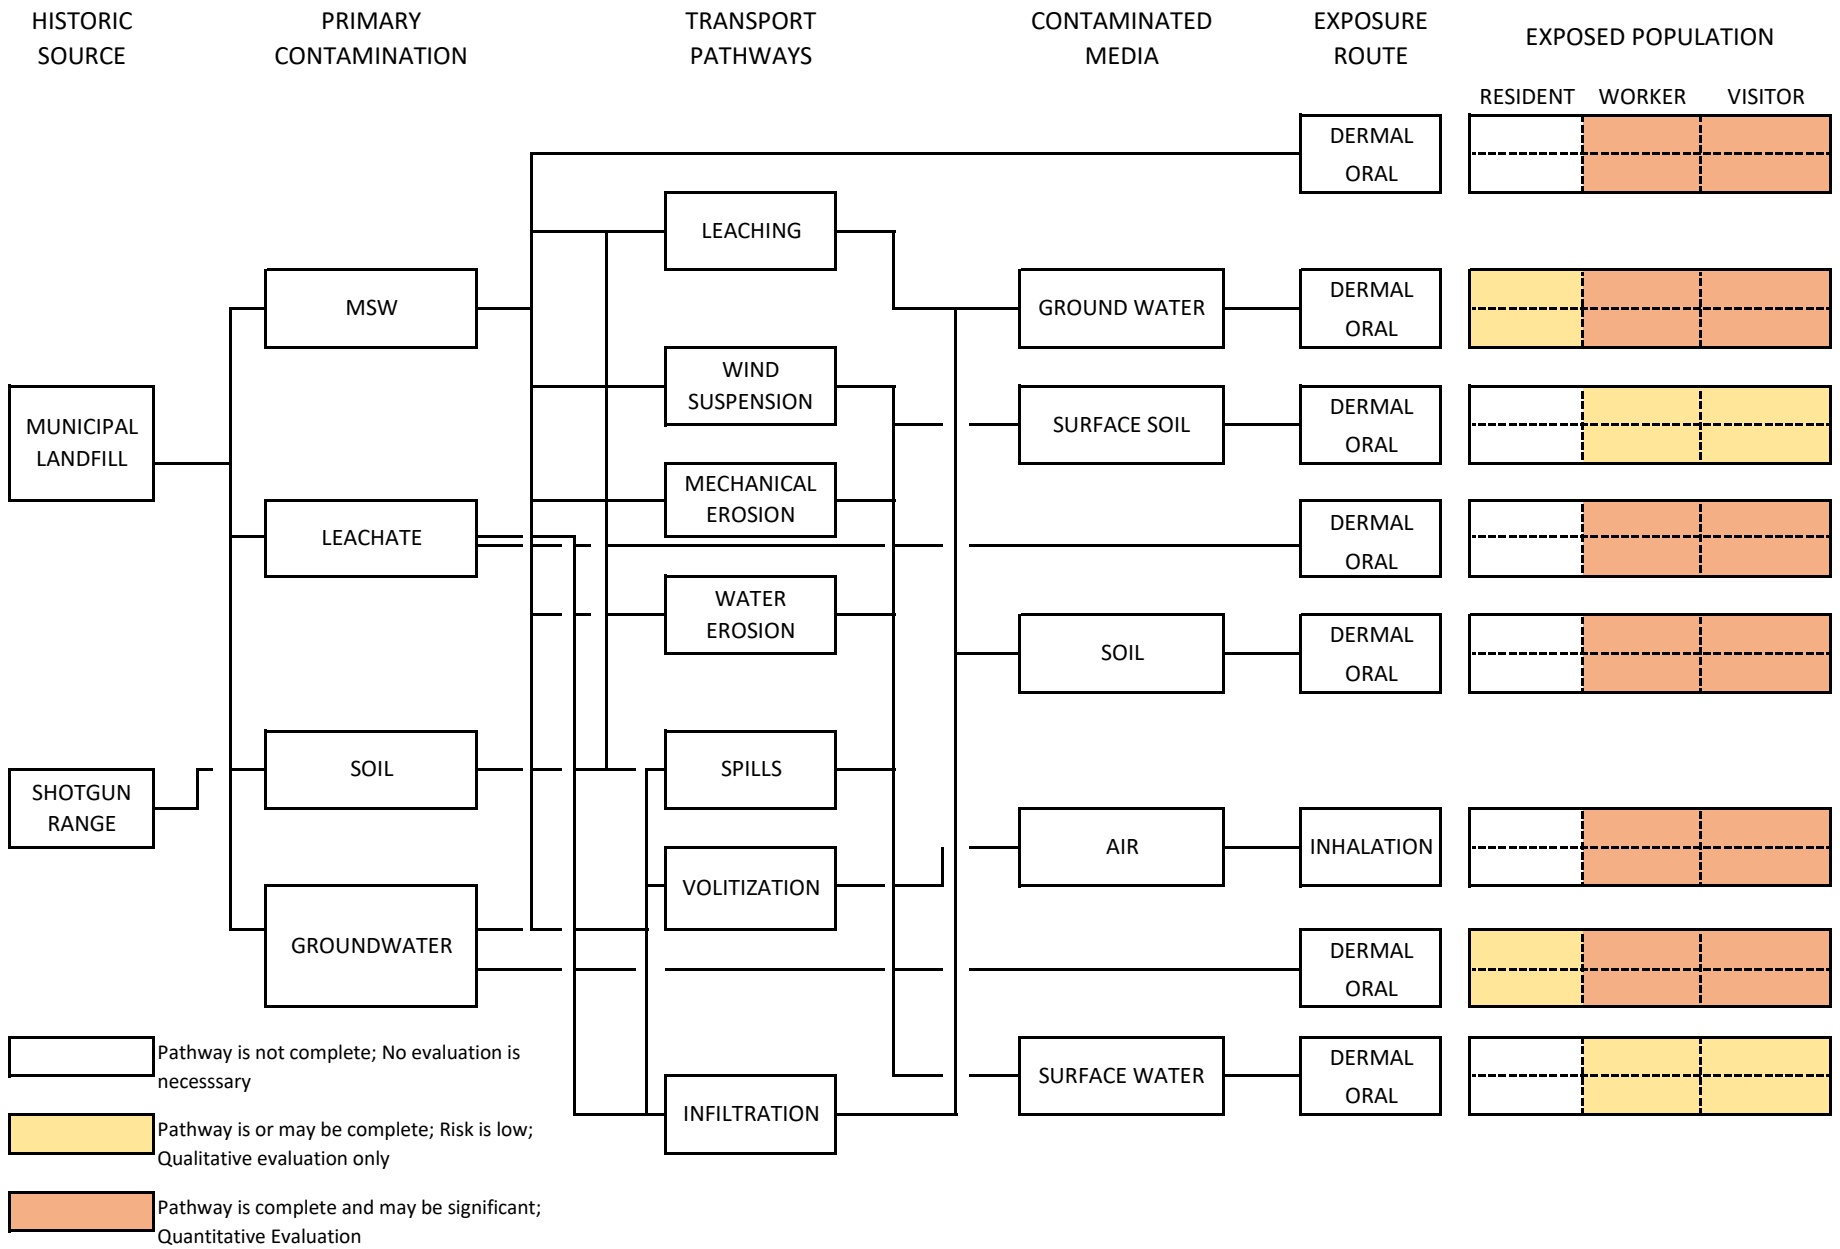 HISTORIC
SOURCE
PRIMARY
CONTAMINATION
TRANSPORT
PATHWAYS
CONTAMINATED
MEDIA
EXPOSURE
ROUTE
EXPOSED POPULATION
RESIDENT WORKER VISITOR
DERMAL
ORAL
LEACHING
MSW
GROUND WATER
DERMAL
ORAL
WIND
SUSPENSION
MUNICIPAL
LANDFILL
SURFACE SOIL
DERMAL
ORAL
MECHANICAL
EROSION
LEACHATE
DERMAL
ORAL
WATER
EROSION
SOIL
DERMAL
ORAL
SOIL
SPILLS
SHOTGUN
RANGE
AIR
INHALATION
VOLITIZATION
GROUNDWATER
DERMAL
ORAL
Pathway is not complete; No evaluation is
necesssary
SURFACE WATER
DERMAL
ORAL
INFILTRATION
Pathway is or may be complete; Risk is low;
Qualitative evaluation only
Pathway is complete and may be significant;
Quantitative Evaluation